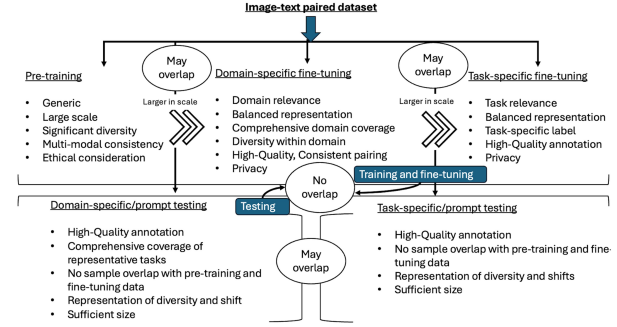 Image-text paired dataset
May
overlap
May
overlap
Pre-training
Domain-specific fine-tuning
Task-specific fine-tuning
• Generic
• Large scale
• Significant diversity
• Multi-modal consistency
• Ethical consideration
Larger in scale
• Domain relevance
• Balanced representation
• Comprehensive domain coverage
• Diversity within domain
• High-Quality, Consistent pairing
• Privacy
Larger in scale
• Task relevance
• Balanced representation
• Task-specific label
• High-Quality annotation
• Privacy
No
overlap
Training and fine-tuning
Testing
Domain-specific/prompt testing
• High-Quality annotation
• Comprehensive coverage of
representative tasks
• No sample overlap with pre-training and
fine-tuning data
• Representation of diversity and shift
• Sufficient size
May
overlap
Task-specific/prompt testing
• High-Quality annotation
• No sample overlap with pre-training and fine-
tuning data
• Representation of diversity and shifts
• Sufficient size